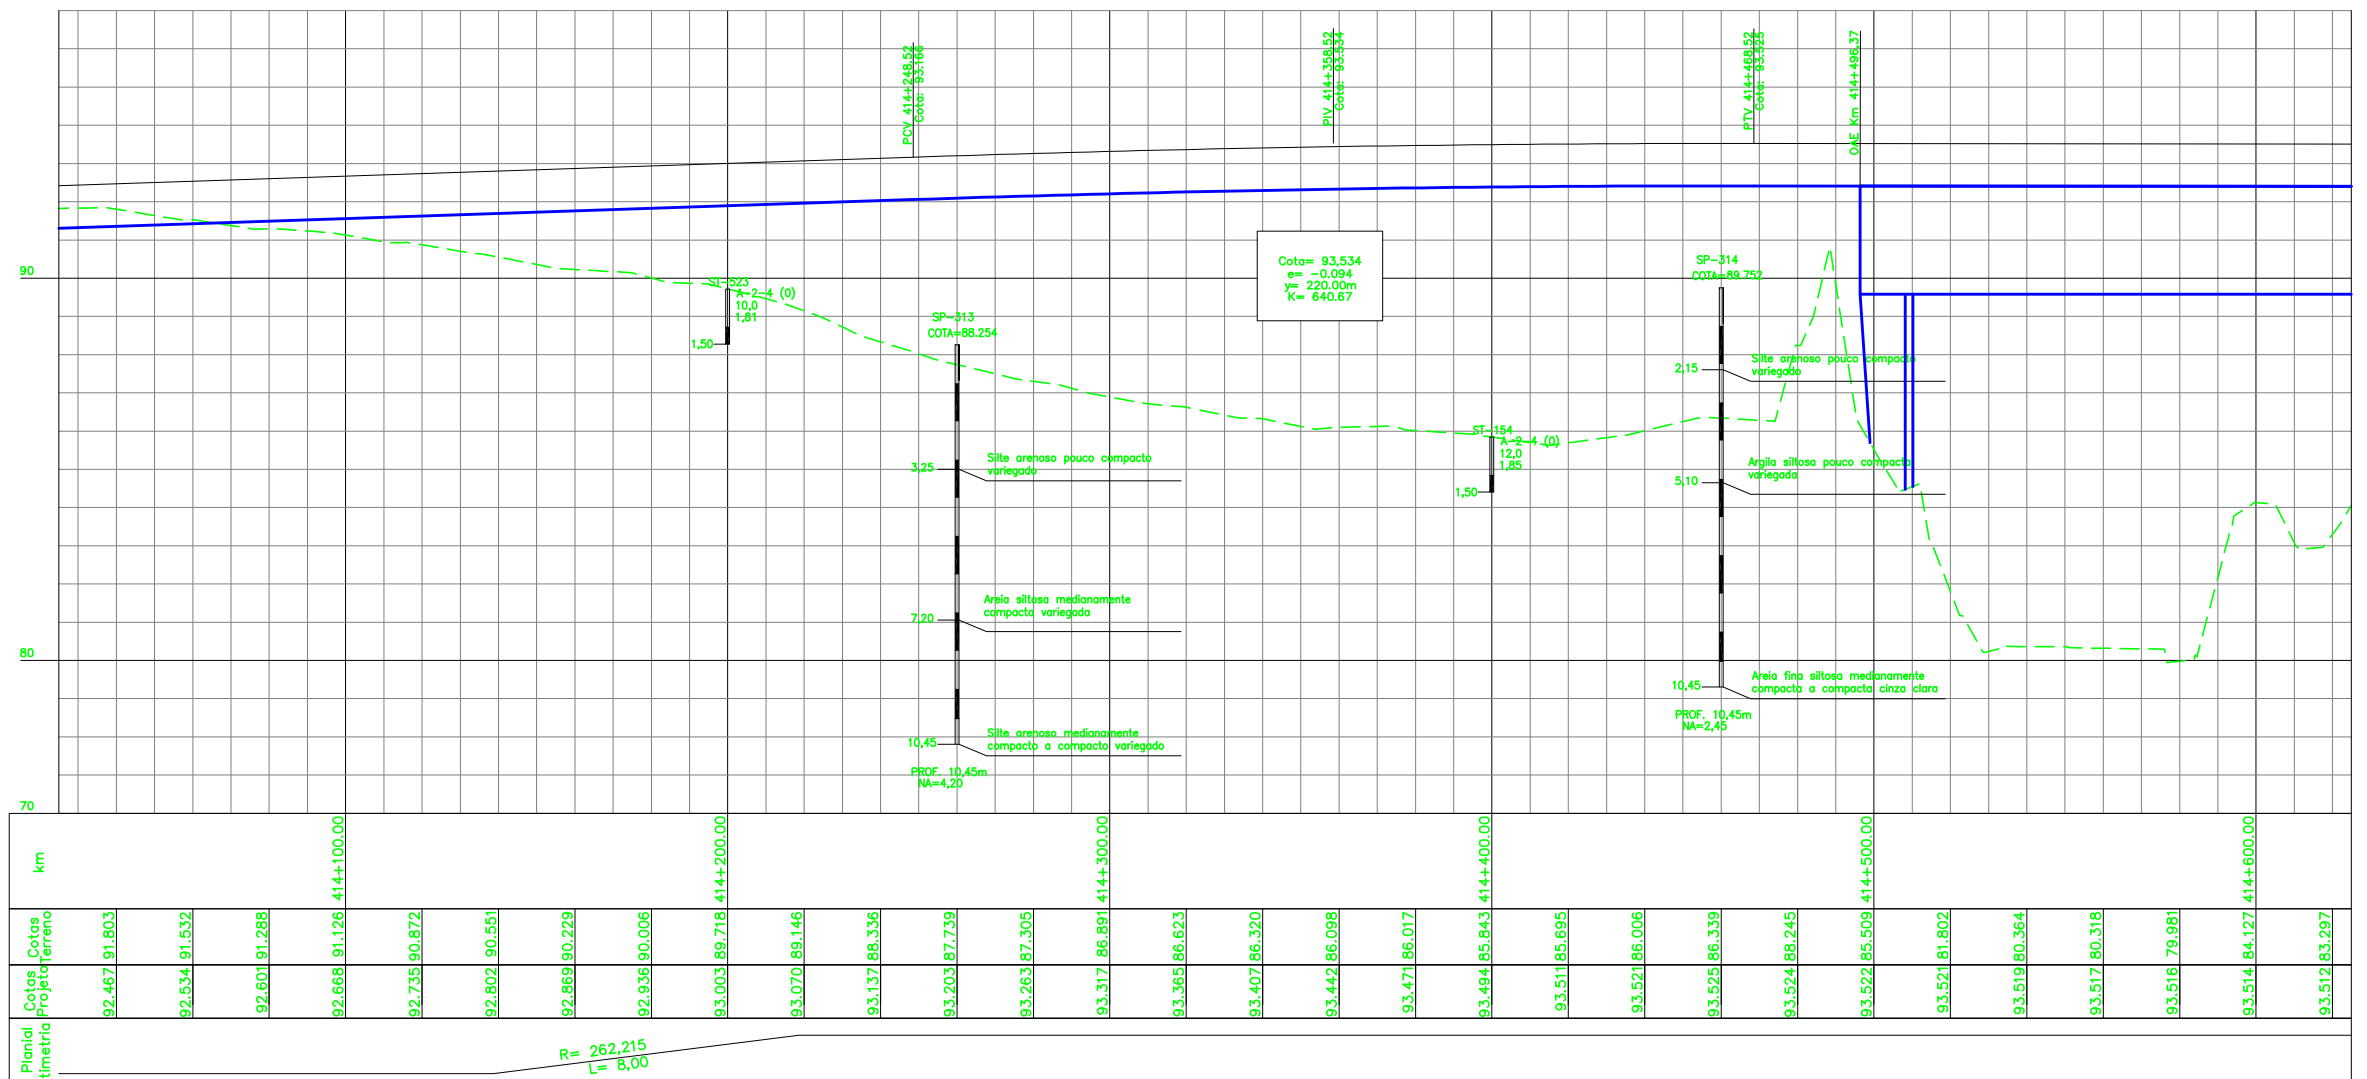 PCV 414+248.52
Cota: 93.166
PIV 414+358.52
Cota: 93.534
PTV 414+468.52
Cota: 93.525
OAE Km 414+496.37
90
80
70
Cota= 93,534
e= -0.094
y= 220.00m
K= 640.67
ST-523
A-2-4 (0)
10,0
1,81
1,50
SP-313
COTA=88.254
3,25
Silte arenoso pouco compacto
variegado
7,20
Areia siltosa medianamente
compacta variegada
10,45
Silte arenoso medianamente
compacto a compacto variegado
PROF. 10,45m
NA=4,20
ST-154
A-2-4 (0)
12,0
1,85
1,50
SP-314
COTA=89.752
2,15
Silte arenoso pouco compacto
variegado
5,10
Argila siltosa pouco compacta
variegada
10,45
Areia fina siltosa medianamente
compacta a compacta cinza clara
PROF. 10,45m
NA=2,45
km
414+100.00
414+200.00
414+300.00
414+400.00
414+500.00
414+600.00
Cotas
Terreno
91.803
91.532
91.288
91.126
90.872
90.551
90.229
90.006
89.718
89.146
88.336
87.739
87.305
86.891
86.623
86.320
86.098
86.017
85.843
85.695
86.006
86.339
88.245
85.509
81.802
80.364
80.318
79.981
84.127
83.297
Cotas
Projeto
92.467
92.534
92.601
92.668
92.735
92.802
92.869
92.936
93.003
93.070
93.137
93.203
93.263
93.317
93.365
93.407
93.442
93.471
93.494
93.511
93.521
93.525
93.524
93.522
93.521
93.519
93.517
93.516
93.514
93.512
Planial
timetria
R= 262,215
L= 8,00